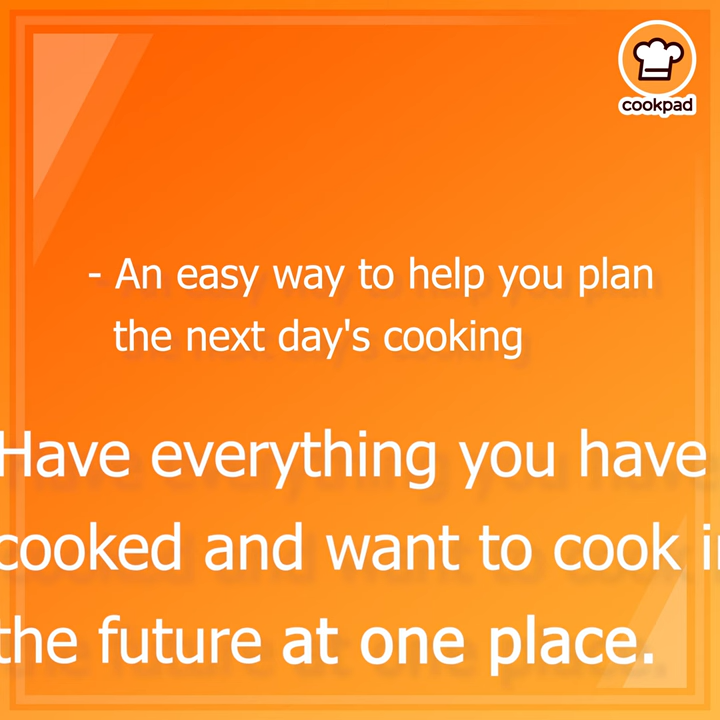 cookpad
- An easy way to help you plan
the next day's cooking
Have everything you have
cooked and want to cook in
the future at one place.